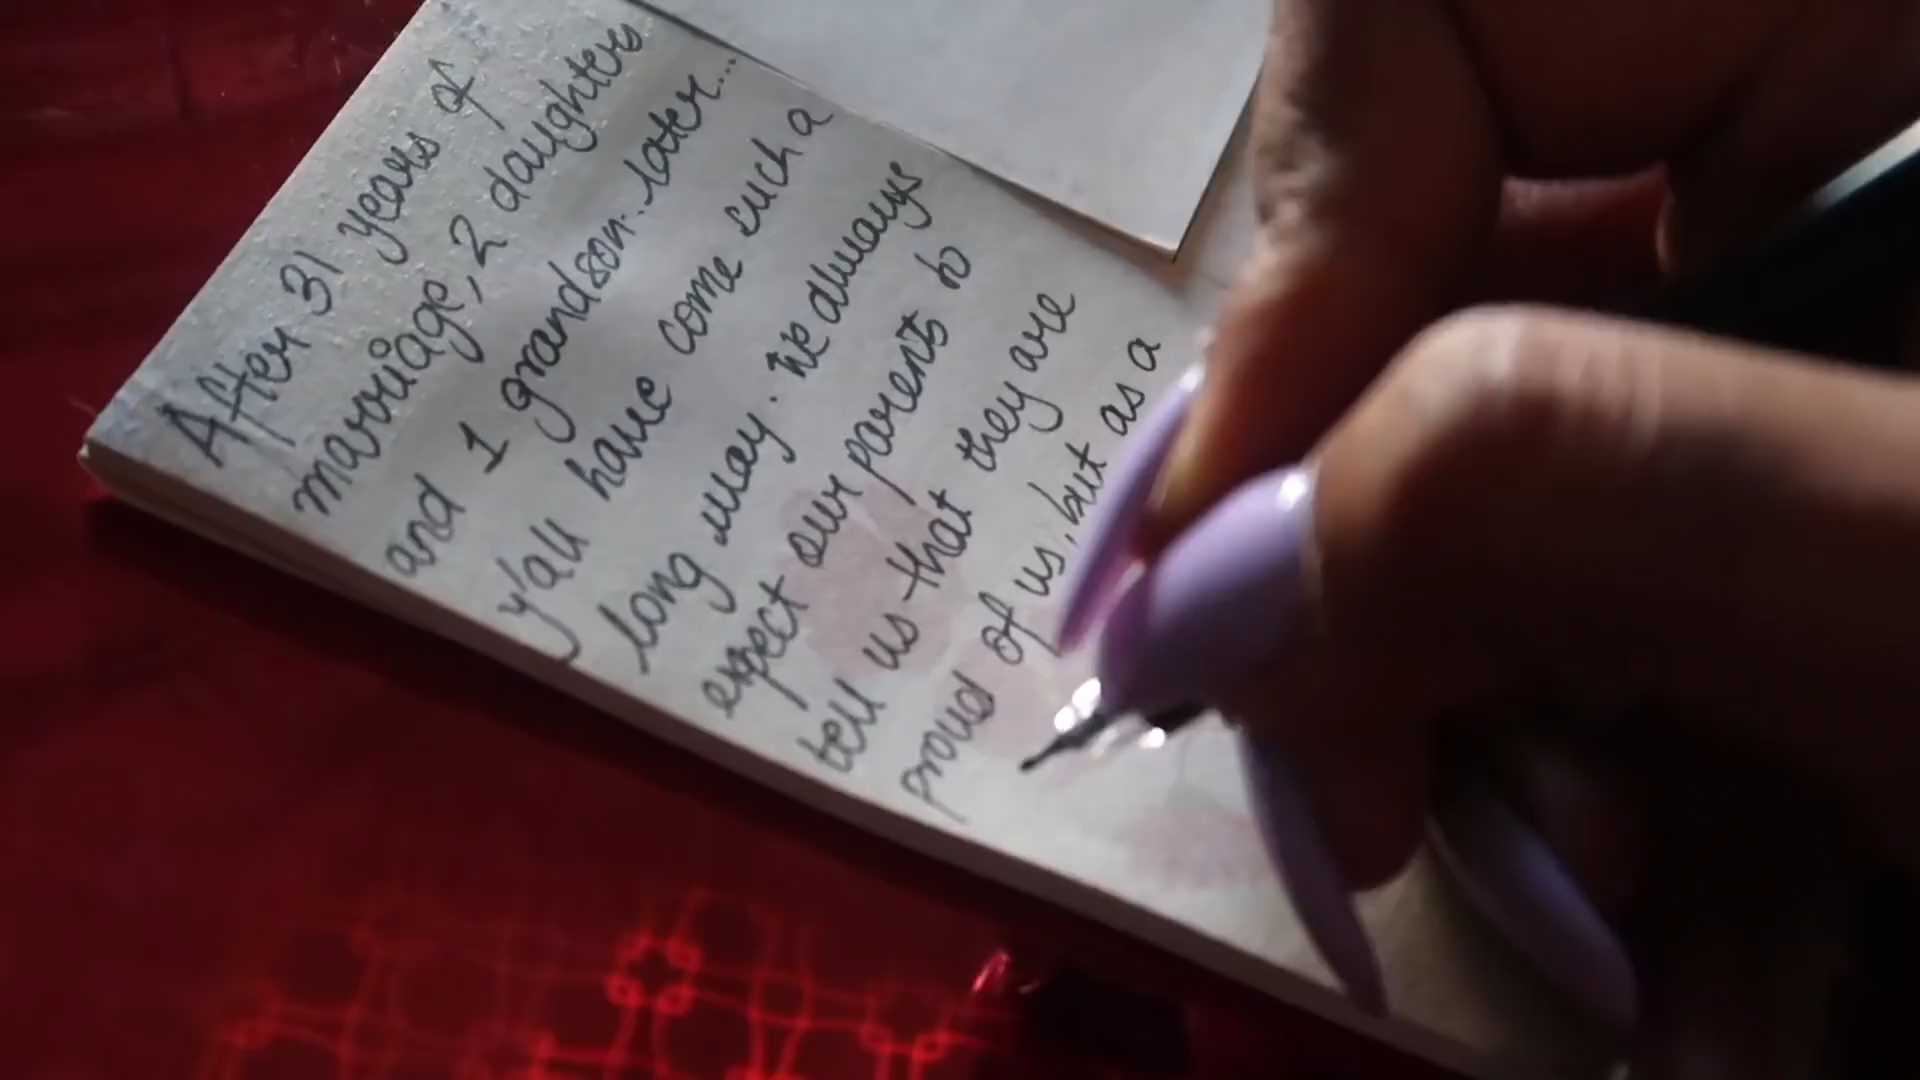 After 31 years of
marriage, 2 daughters
and 1 grandson. later...
y'all have come such a
long way. We always
expect our parents to
tell us that they are
proud of us, but as a